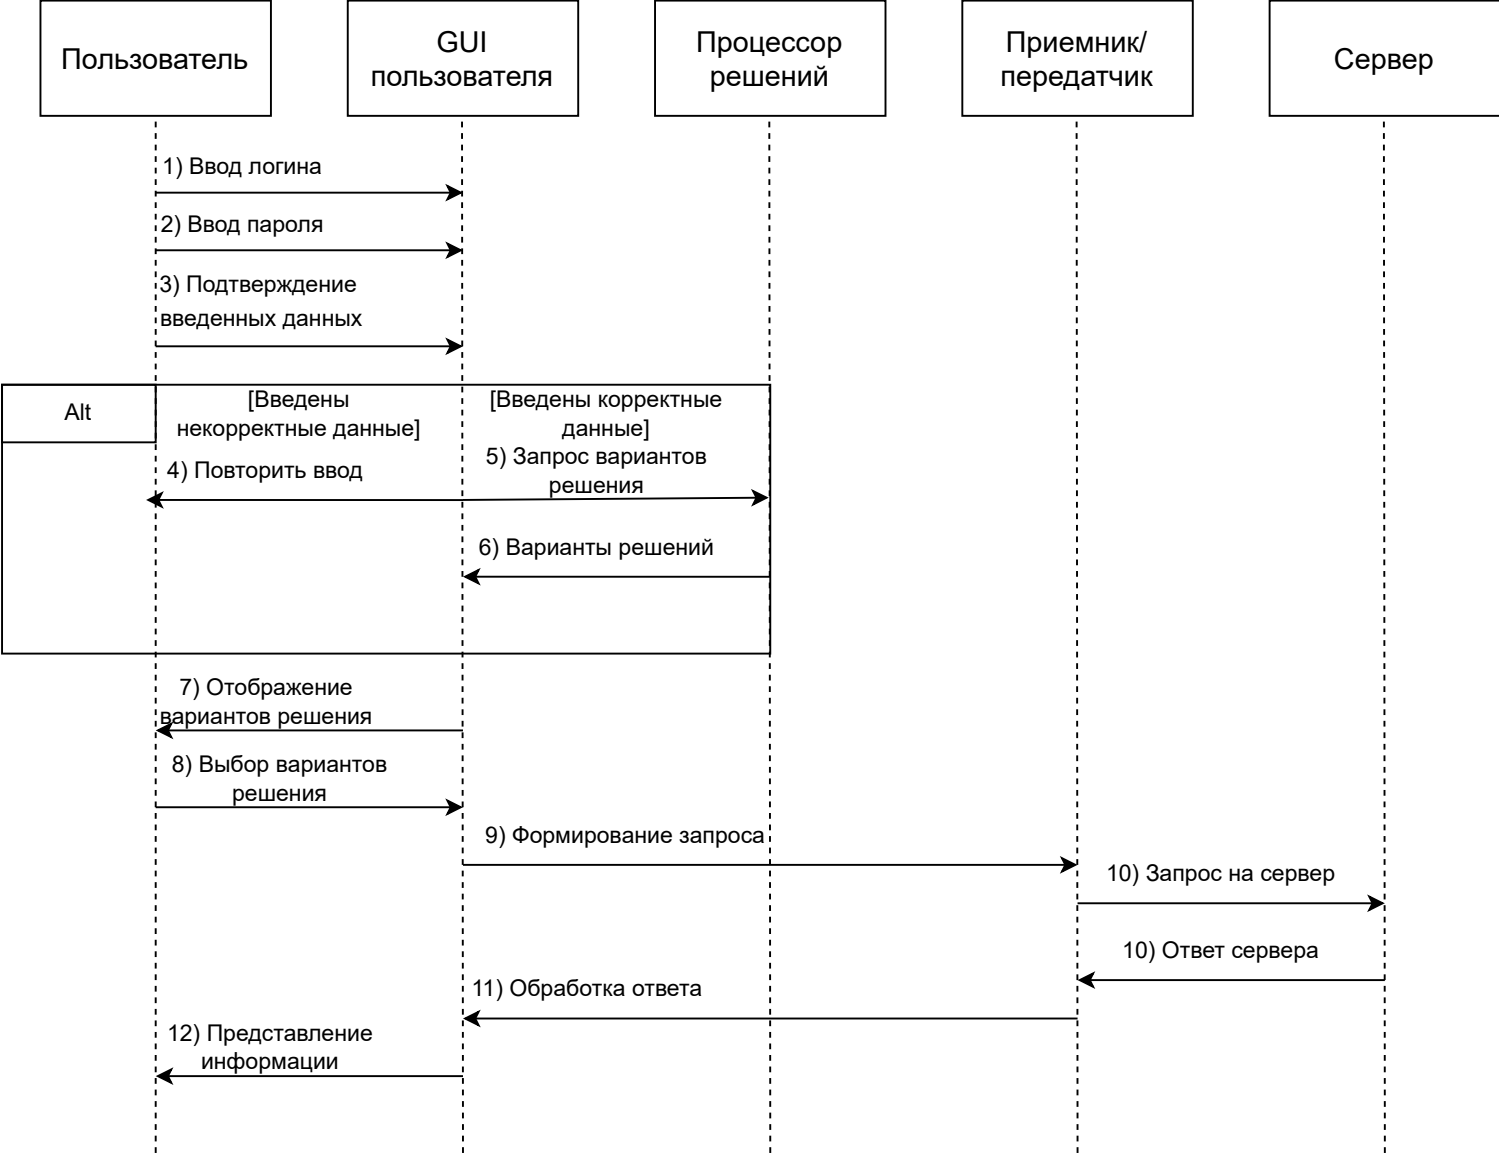 Пользователь
GUI
пользователя
Процессор
решений
Приемник/
передатчик
Сервер
1) Ввод логина
2) Ввод пароля
3) Подтверждение
введенных данных
Alt
[Введены
некорректные данные]
[Введены корректные
данные]
4) Повторить ввод
5) Запрос вариантов
решения
6) Варианты решений
7) Отображение
вариантов решения
8) Выбор вариантов
решения
9) Формирование запроса
10) Запрос на сервер
10) Ответ сервера
11) Обработка ответа
12) Представление
информации